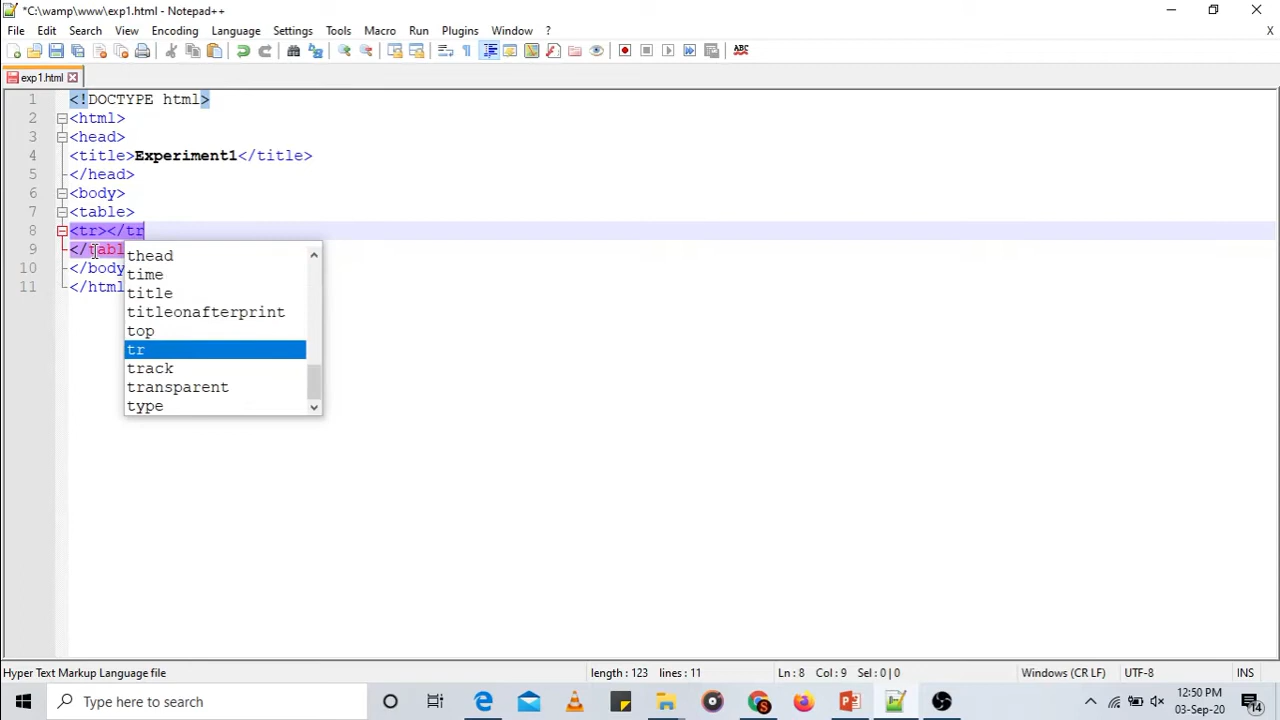 *C:\wamp\www\exp1.html - Notepad++
File Edit Search View Encoding Language Settings Tools Macro Run Plugins Window ? X
ABC
exp1.html
1 <!DOCTYPE html>
2 <html>
3 <head>
4 <title>Experiment1</title>
5 </head>
6 <body>
7 <table>
8 <tr></tr
9 </tabl
10 </body
11 </html
thead
time
title
titleonafterprint
top
tr
track
transparent
type
Hyper Text Markup Language file length : 123 lines : 11 Ln : 8 Col : 9 Sel : 0 | 0 Windows (CR LF) UTF-8 INS
Type here to search
12:50 PM
03-Sep-20
14